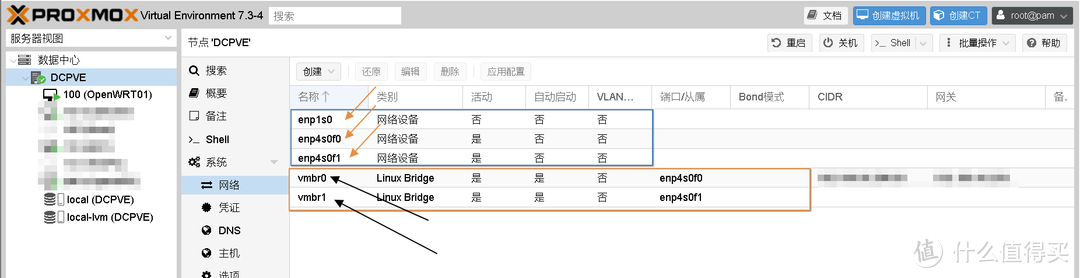 PROXMOX Virtual Environment 7.3-4 搜索 文档 创建虚拟机 创建CT root@pam
服务器视图
节点 'DCPVE' 重启 关机 >_ Shell 批量操作 帮助
数据中心
DCPVE
100 (OpenWRT01)
local (DCPVE)
local-lvm (DCPVE)
搜索
概要
备注
>_ Shell
系统
网络
凭证
DNS
主机
选项
创建 还原 编辑 删除 应用配置
名称↑ 类别 活动 自动启动 VLAN... 端口/从属 Bond模式 CIDR 网关 备.
enp1s0 网络设备 否 否 否
enp4s0f0 网络设备 是 否 否
enp4s0f1 网络设备 是 否 否
vmbr0 Linux Bridge 是 是 否 enp4s0f0
vmbr1 Linux Bridge 是 是 否 enp4s0f1
值 什么值得买